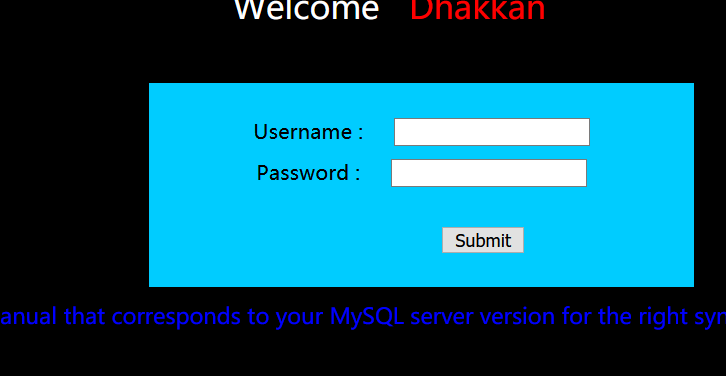 Welcome Dhakkan
Username :
Password :
Submit
anual that corresponds to your MySQL server version for the right syn